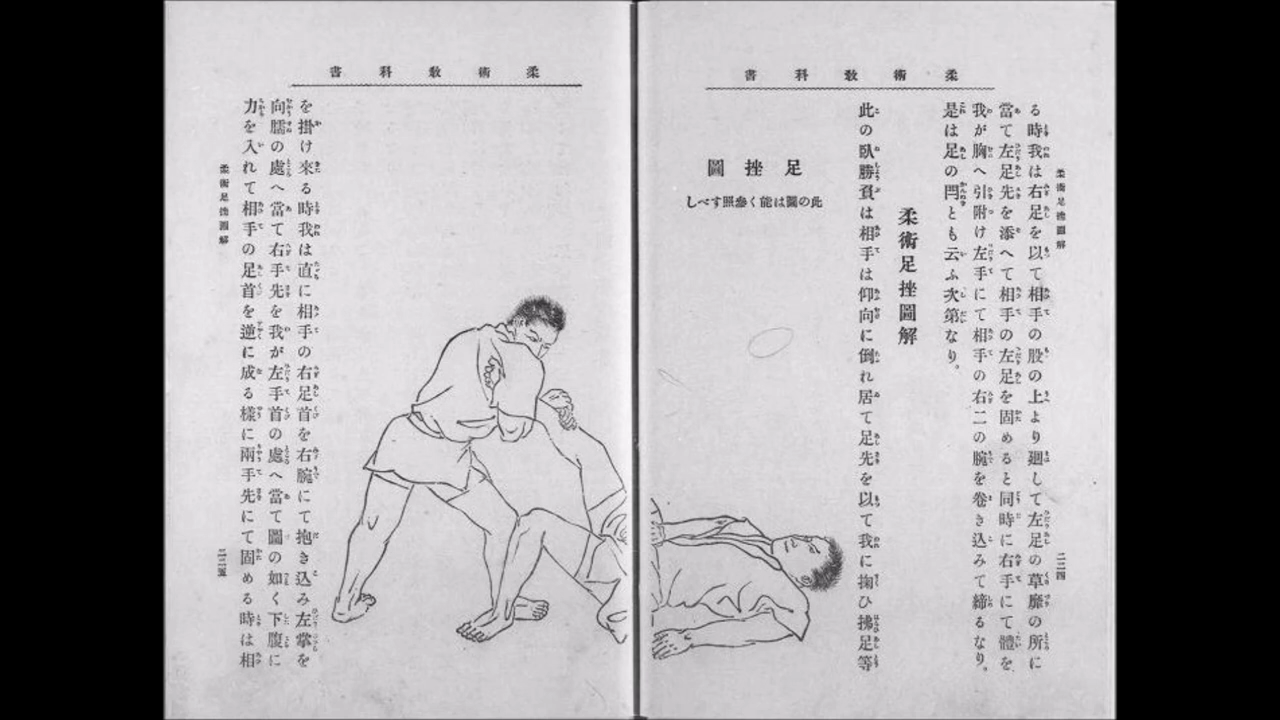 柔術教科書
柔術足挫圖解
二二四
る時我は右足を以て相手の股の上より廻して左足の草靡の所に
當て左足先を添へて相手の左足を固めると同時に右手にて體を
我が胸へ引附け左手にて相手の右二の腕を卷き込みて締るなり。
是は足の閂とも云ふ次第なり。
柔術足挫圖解
此の臥勝負は相手は仰向に倒れ居て足先を以て我に掬ひ拂足等
足挫圖
此の圖は能く參照すべし
柔術教科書
を掛け來る時我は直に相手の右足首を右腕にて抱き込み左掌を
向臑の處へ當て右手先を我が左手首の處へ當て圖の如く下腹に
力を入れて相手の足首を逆に成る樣に兩手先にて固める時は相
柔術足挫圖解
二二五